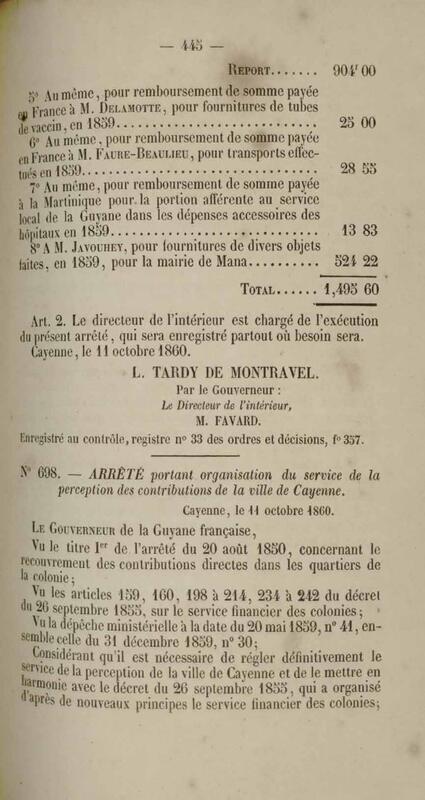 — 445 —
REPORT....... 904f 00
5° Au même, pour remboursement de somme payée
en France à M. DELAMOTTE, pour fournitures de tubes
de vaccin, en 1859........................ 25 00
6° Au même, pour remboursement de somme payée
en France à M. FAURE-BEAULIEU, pour transports effec-
tués en 1859............................ 28 55
7° Au même, pour remboursement de somme payée
à la Martinique pour la portion afférente au service
local de la Guyane dans les dépenses accessoires des
hôpitaux en 1859........................ 13 83
8° A M. JAVOUHEY, pour fournitures de divers objets
faites, en 1859, pour la mairie de Mana.......... 524 22
TOTAL...... 1,495 60
Art. 2. Le directeur de l'intérieur est chargé de l'exécution
du présent arrêté, qui sera enregistré partout où besoin sera.
Cayenne, le 11 octobre 1860.
L. TARDY DE MONTRAVEL.
Par le Gouverneur :
Le Directeur de l'intérieur,
M. FAVARD.
Enregistré au contrôle, registre n° 33 des ordres et décisions, f° 357.
N° 698. — ARRÊTÉ portant organisation du service de la
perception des contributions de la ville de Cayenne.
Cayenne, le 11 octobre 1860.
LE GOUVERNEUR de la Guyane française,
Vu le titre Ier de l'arrêté du 20 août 1850, concernant le
recouvrement des contributions directes dans les quartiers de
la colonie;
Vu les articles 159, 160, 198 à 214, 234 à 242 du décret
du 26 septembre 1855, sur le service financier des colonies;
Vu la dépêche ministérielle à la date du 20 mai 1859, n° 41, en-
semble celle du 31 décembre 1859, n° 30;
Considérant qu'il est nécessaire de régler définitivement le
service de la perception de la ville de Cayenne et de le mettre en
harmonie avec le décret du 26 septembre 1855, qui a organisé
d'après de nouveaux principes le service financier des colonies;